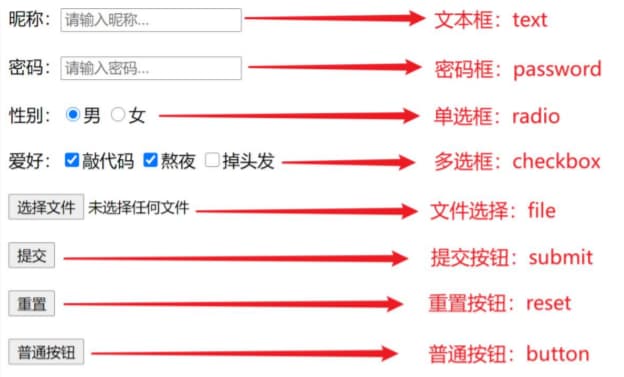 昵称：请输入昵称... 文本框：text
密码：请输入密码... 密码框：password
性别：男 女 单选框：radio
爱好：敲代码 熬夜 掉头发 多选框：checkbox
选择文件 未选择任何文件 文件选择：file
提交 提交按钮：submit
重置 重置按钮：reset
普通按钮 普通按钮：button